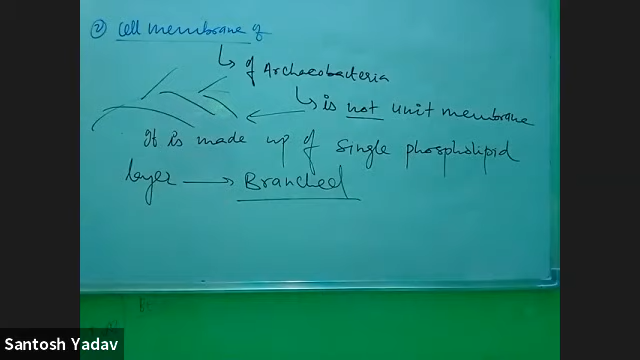 ② Cell membrane of
↳ of Archaeobacteria
↳ is not unit membrane
It is made up of single phospholipid
layer → Branched
Santosh Yadav